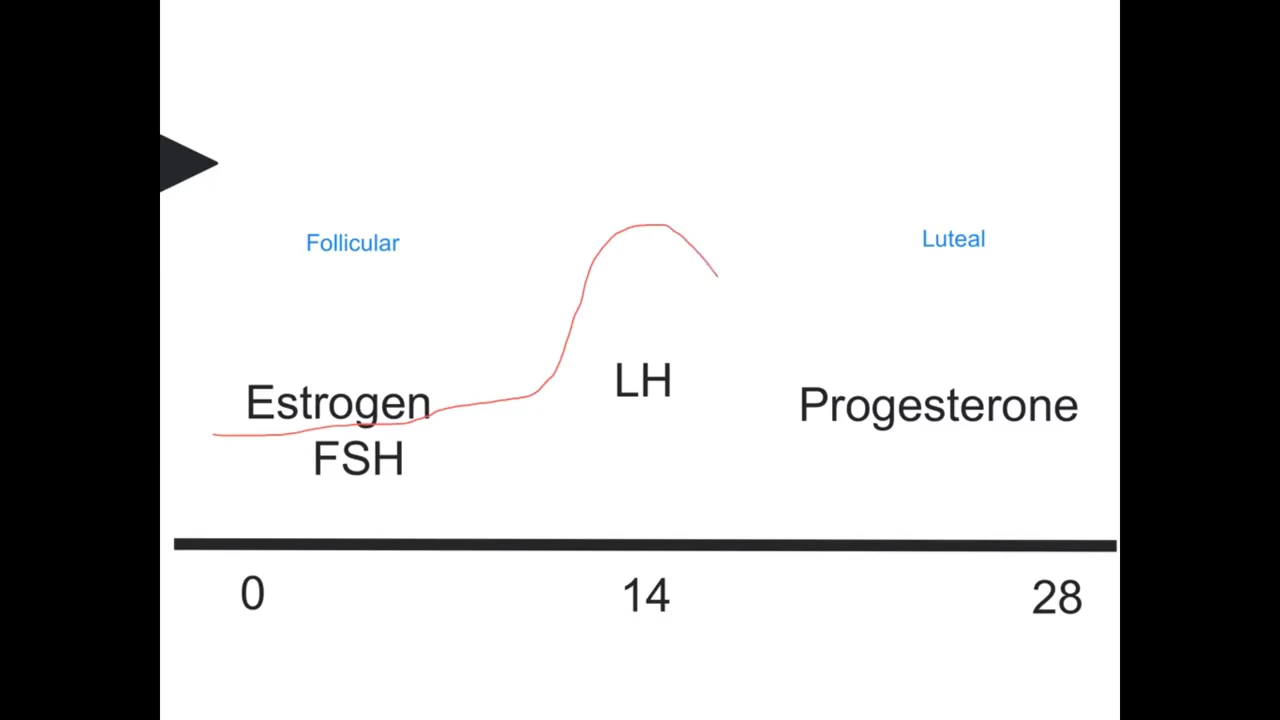 Follicular
Luteal
Estrogen
FSH
LH
Progesterone
0
14
28